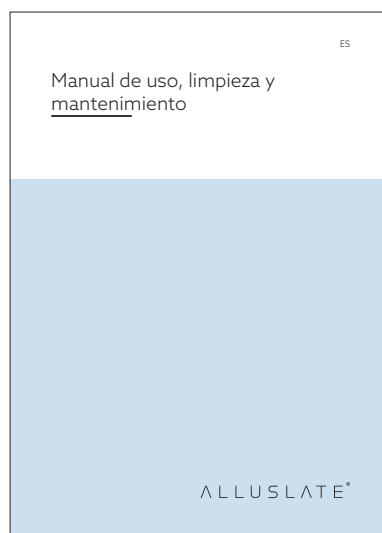 ES
Manual de uso, limpieza y
mantenimiento
ALLUSLATE®